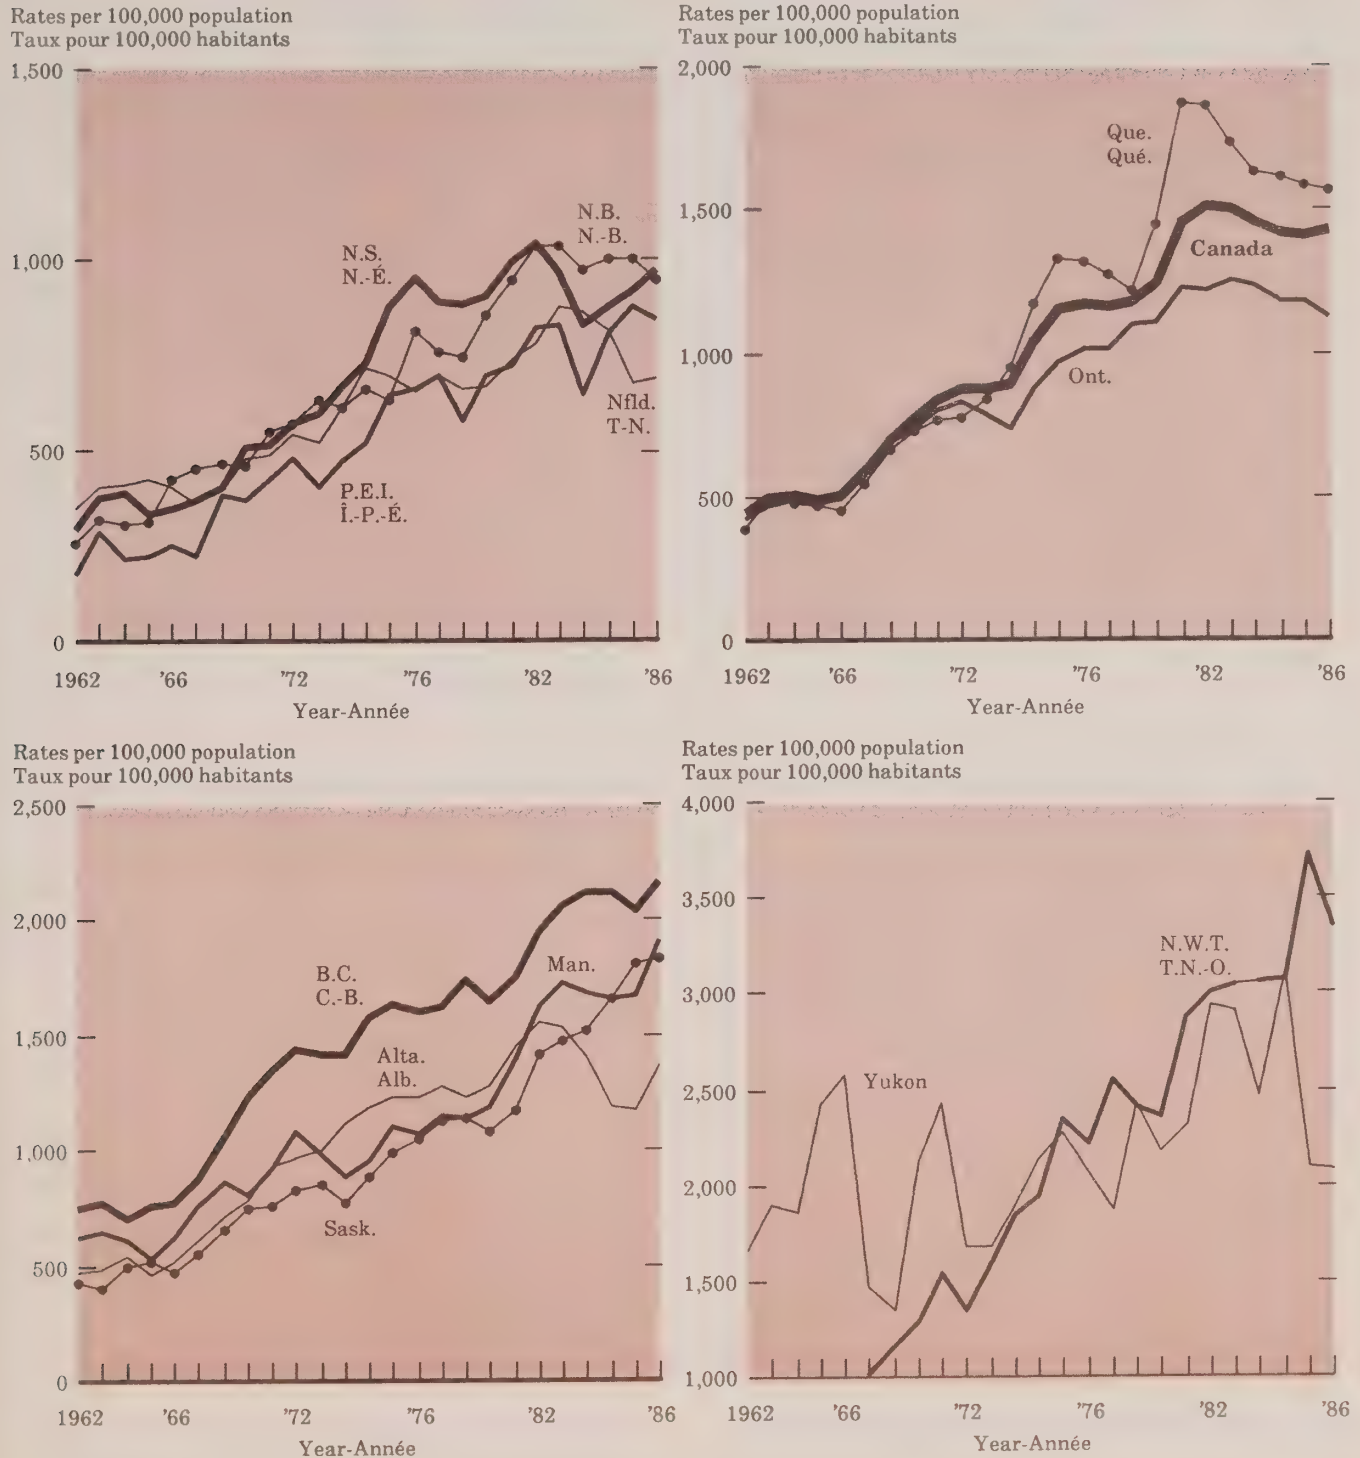 Rates per 100,000 population
Taux pour 100,000 habitants
1,500
1,000
500
0
N.S.
N.-É.
N.B.
N.-B.
Nfld.
T-N.
P.E.I.
Î.-P.-É.
1962 '66 '72 '76 '82 '86
Year-Année
Rates per 100,000 population
Taux pour 100,000 habitants
2,000
1,500
1,000
500
0
Que.
Qué.
Canada
Ont.
1962 '66 '72 '76 '82 '86
Year-Année
Rates per 100,000 population
Taux pour 100,000 habitants
2,500
2,000
1,500
1,000
500
0
B.C.
C.-B.
Man.
Alta.
Alb.
Sask.
1962 '66 '72 '76 '82 '86
Year-Année
Rates per 100,000 population
Taux pour 100,000 habitants
4,000
3,500
3,000
2,500
2,000
1,500
1,000
N.W.T.
T.N.-O.
Yukon
1962 '66 '72 '76 '82 '86
Year-Année